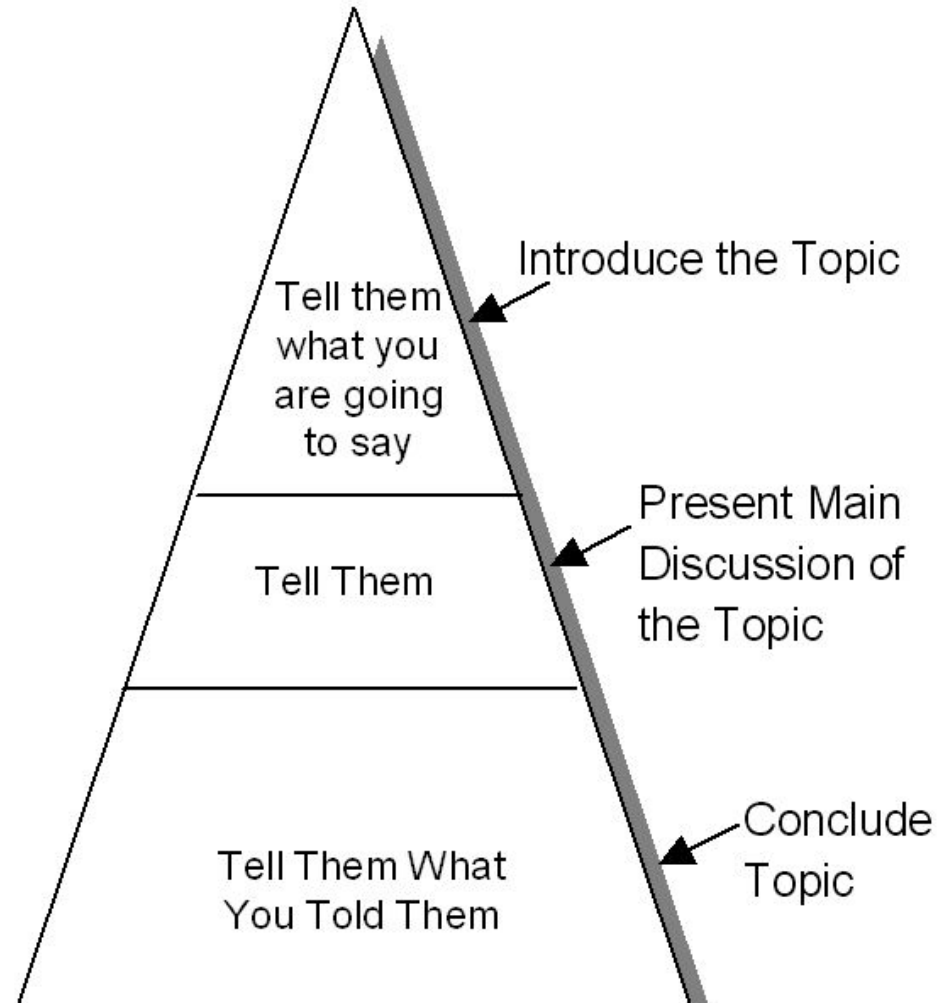 Introduce the Topic
Tell them
what you
are going
to say
Present Main
Discussion of
the Topic
Tell Them
Conclude
Topic
Tell Them What
You Told Them